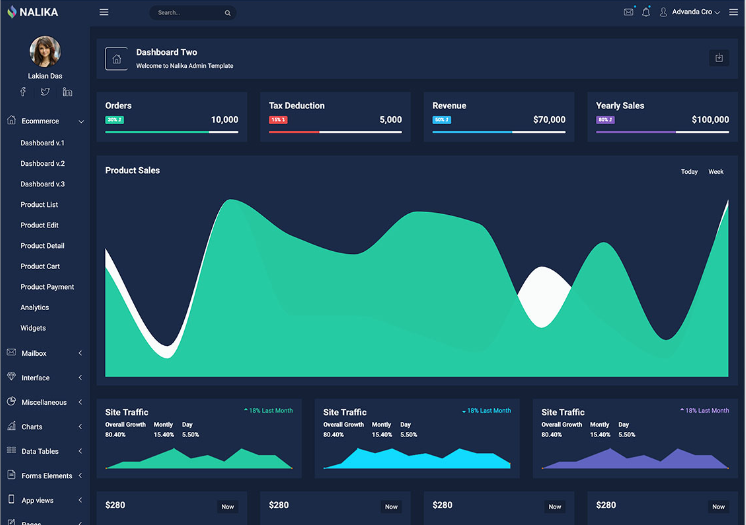 NALIKA
Search...
Advanda Cro
Lakian Das
Ecommerce
Dashboard v.1
Dashboard v.2
Dashboard v.3
Product List
Product Edit
Product Detail
Product Cart
Product Payment
Analytics
Widgets
Mailbox
Interface
Miscellaneous
Charts
Data Tables
Forms Elements
App views
Pages
Dashboard Two
Welcome to Nalika Admin Template
Orders
10,000
Tax Deduction
5,000
Revenue
$70,000
Yearly Sales
$100,000
Product Sales
Today Week
Site Traffic
18% Last Month
Overall Growth Montly Day
80.40% 15.40% 5.50%
Site Traffic
18% Last Month
Overall Growth Montly Day
80.40% 15.40% 5.50%
Site Traffic
18% Last Month
Overall Growth Montly Day
80.40% 15.40% 5.50%
$280 Now
$280 Now
$280 Now
$280 Now